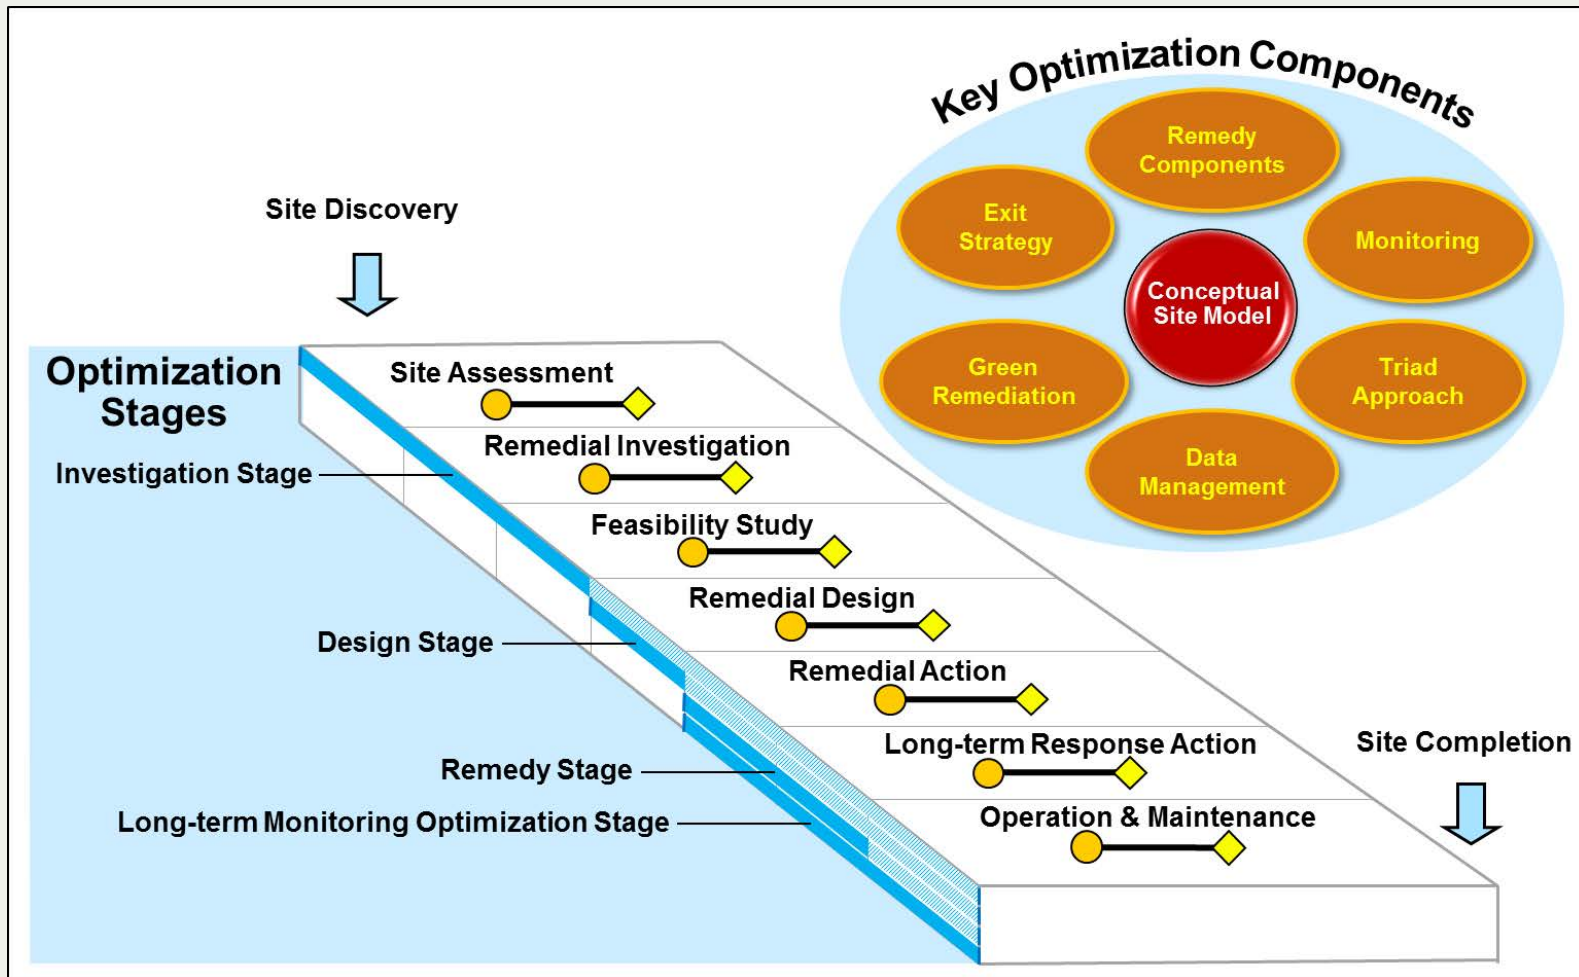 Key Optimization Components
Remedy
Components
Exit
Strategy
Monitoring
Conceptual
Site Model
Green
Remediation
Triad
Approach
Data
Management
Site Discovery
Optimization
Stages
Site Assessment
Remedial Investigation
Investigation Stage
Feasibility Study
Remedial Design
Design Stage
Remedial Action
Long-term Response Action
Site Completion
Remedy Stage
Operation & Maintenance
Long-term Monitoring Optimization Stage